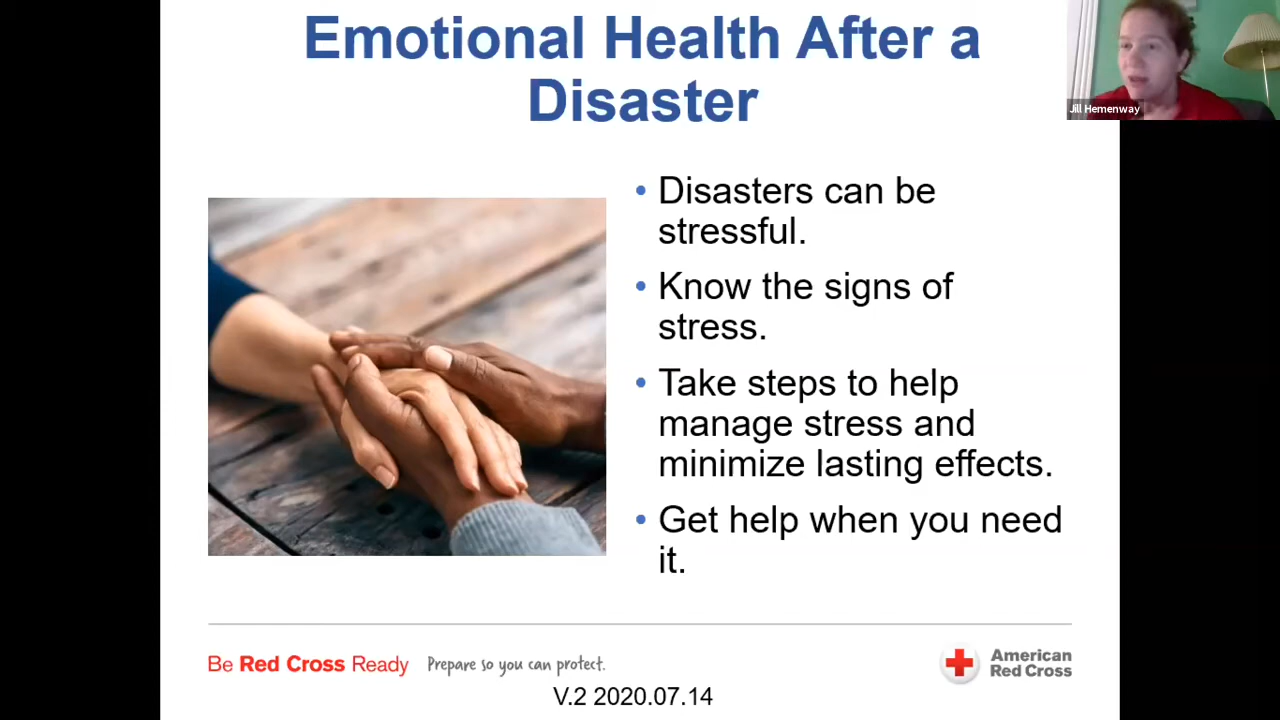 Emotional Health After a
Disaster
Jill Hemenway
• Disasters can be
stressful.
• Know the signs of
stress.
• Take steps to help
manage stress and
minimize lasting effects.
• Get help when you need
it.
Be Red Cross Ready Prepare so you can protect.
American
Red Cross
V.2 2020.07.14